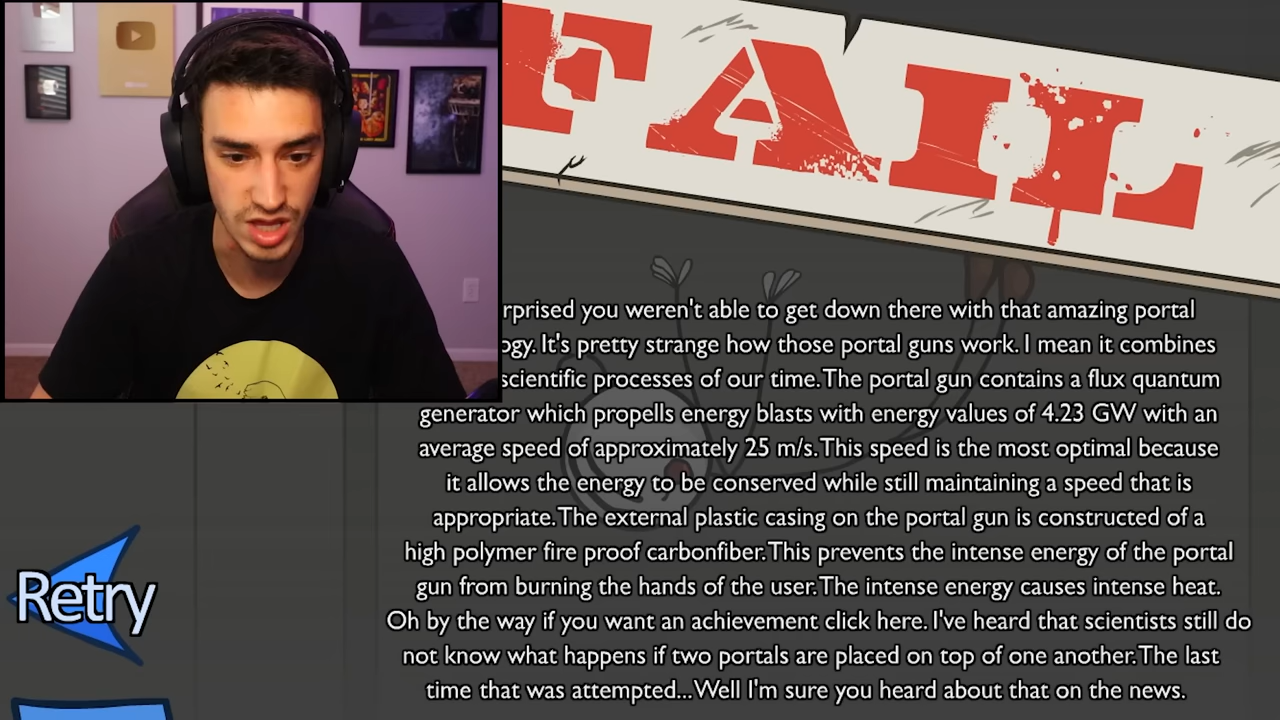 FAIL
rprised you weren't able to get down there with that amazing portal
ogy. It's pretty strange how those portal guns work. I mean it combines
scientific processes of our time. The portal gun contains a flux quantum
generator which propells energy blasts with energy values of 4.23 GW with an
average speed of approximately 25 m/s. This speed is the most optimal because
it allows the energy to be conserved while still maintaining a speed that is
appropriate. The external plastic casing on the portal gun is constructed of a
high polymer fire proof carbonfiber. This prevents the intense energy of the portal
gun from burning the hands of the user. The intense energy causes intense heat.
Oh by the way if you want an achievement click here. I've heard that scientists still do
not know what happens if two portals are placed on top of one another. The last
time that was attempted... Well I'm sure you heard about that on the news.
Retry